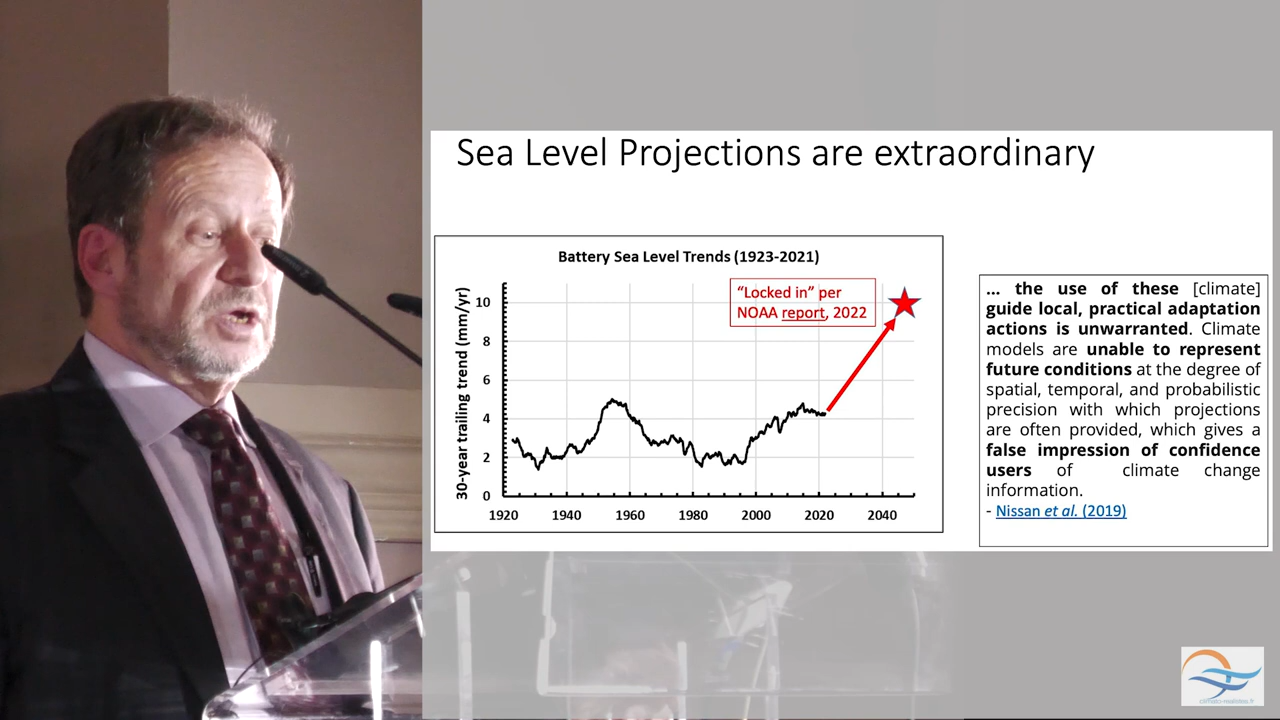 Sea Level Projections are extraordinary
Battery Sea Level Trends (1923-2021)
30-year trailing trend (mm/yr)
10
8
6
4
2
0
1920 1940 1960 1980 2000 2020 2040
“Locked in” per
NOAA report, 2022
... the use of these [climate]
guide local, practical adaptation
actions is unwarranted. Climate
models are unable to represent
future conditions at the degree of
spatial, temporal, and probabilistic
precision with which projections
are often provided, which gives a
false impression of confidence
users of climate change
information.
- Nissan et al. (2019)
climato-realistes.fr